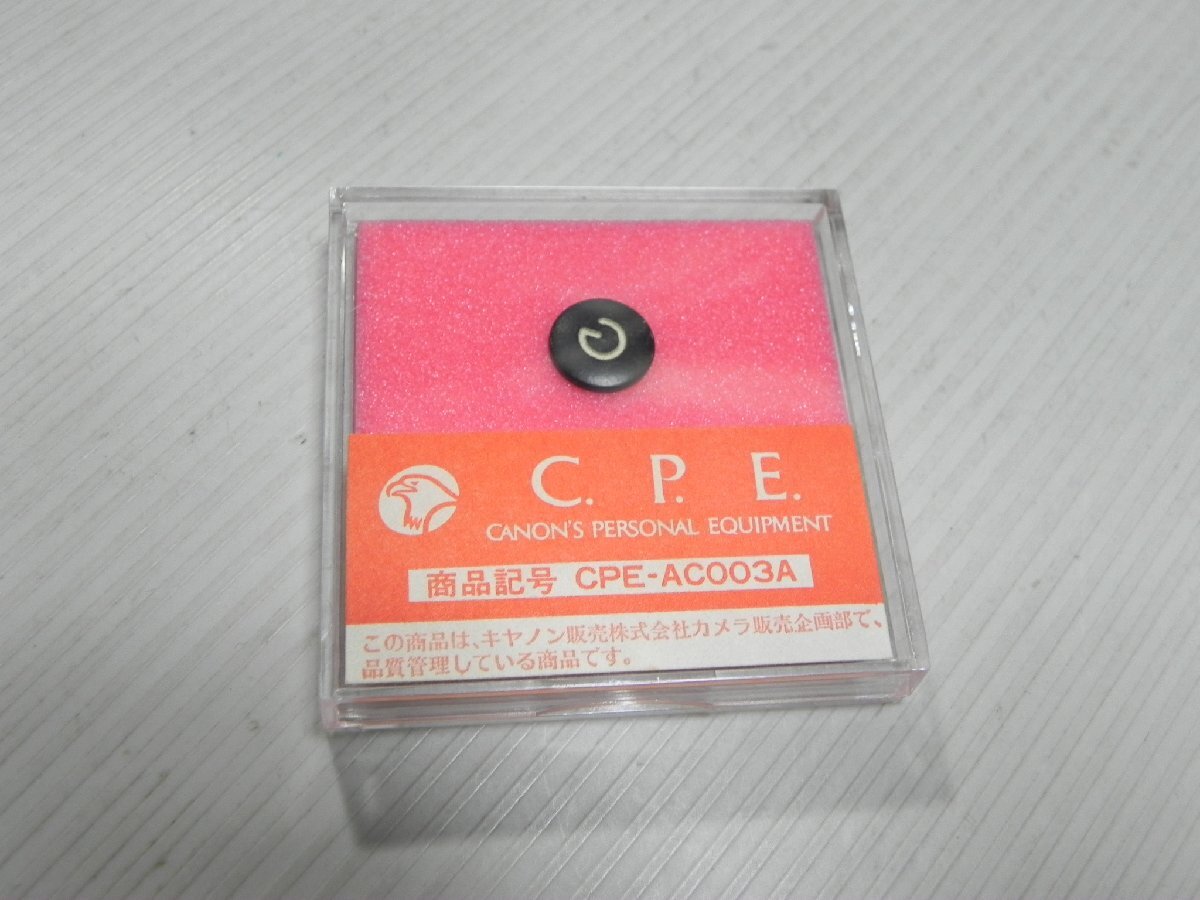 C
C. P. E.
CANON'S PERSONAL EQUIPMENT
商品記号 CPE-AC003A
この商品は、キヤノン販売株式会社カメラ販売企画部で、
品質管理している商品です。